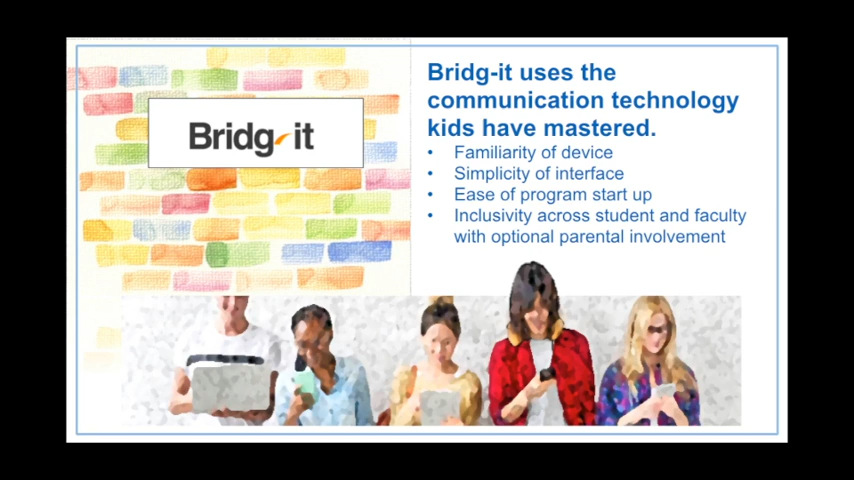 Bridg-it
Bridg-it uses the
communication technology
kids have mastered.
• Familiarity of device
• Simplicity of interface
• Ease of program start up
• Inclusivity across student and faculty
with optional parental involvement